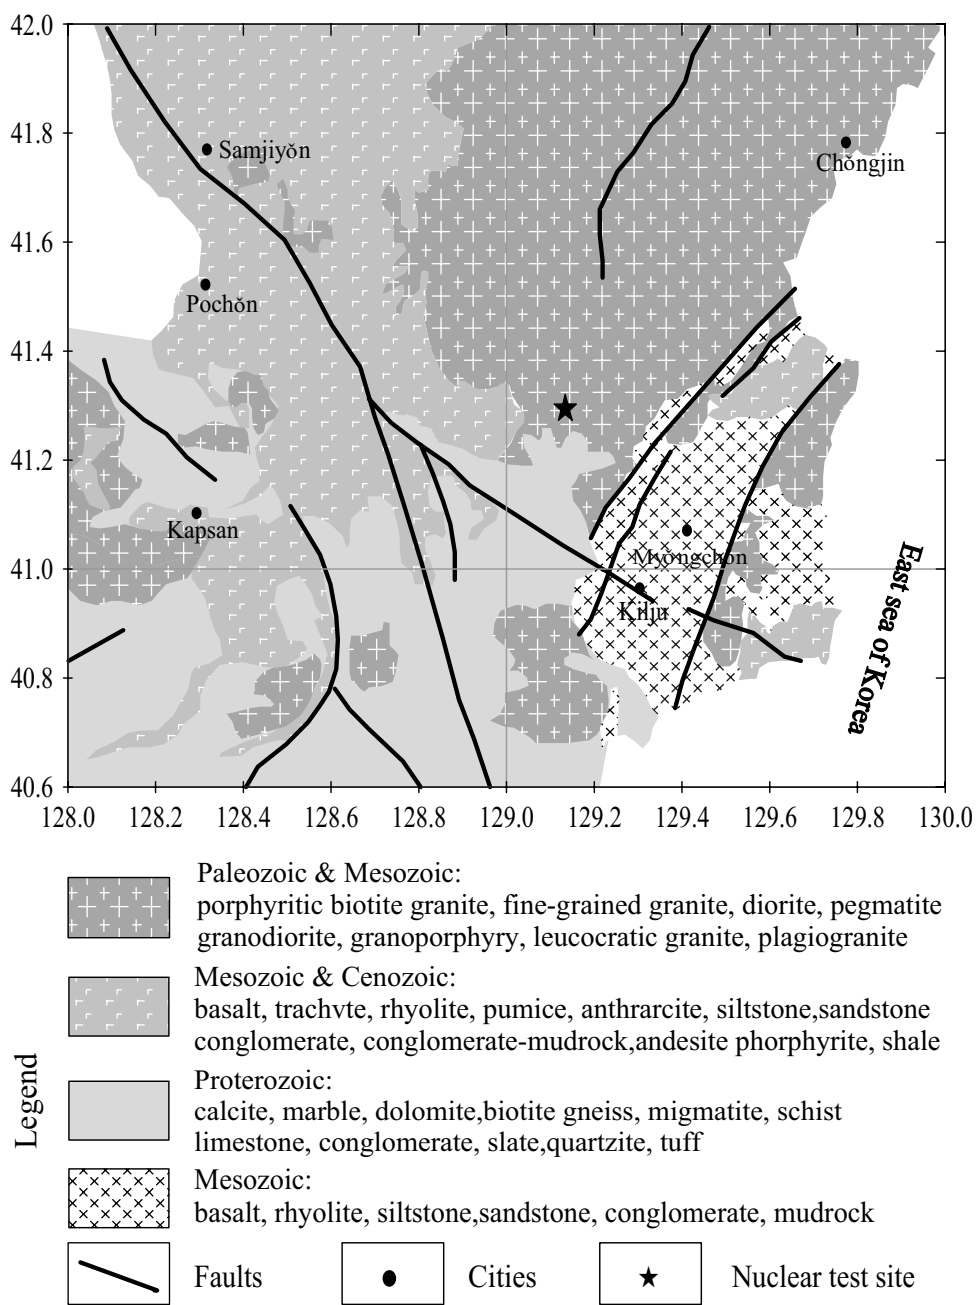 42.0
41.8
41.6
41.4
41.2
41.0
40.8
40.6
128.0 128.2 128.4 128.6 128.8 129.0 129.2 129.4 129.6 129.8 130.0
Samjiyŏn
Chŏngjin
Pochŏn
Kapsan
Myŏngchŏn
Kilju
East sea of Korea
Legend
Paleozoic & Mesozoic:
porphyritic biotite granite, fine-grained granite, diorite, pegmatite
granodiorite, granoporphyry, leucocratic granite, plagiogranite
Mesozoic & Cenozoic:
basalt, trachvte, rhyolite, pumice, anthrarcite, siltstone,sandstone
conglomerate, conglomerate-mudrock,andesite phorphyrite, shale
Proterozoic:
calcite, marble, dolomite,biotite gneiss, migmatite, schist
limestone, conglomerate, slate,quartzite, tuff
Mesozoic:
basalt, rhyolite, siltstone,sandstone, conglomerate, mudrock
Faults Cities Nuclear test site